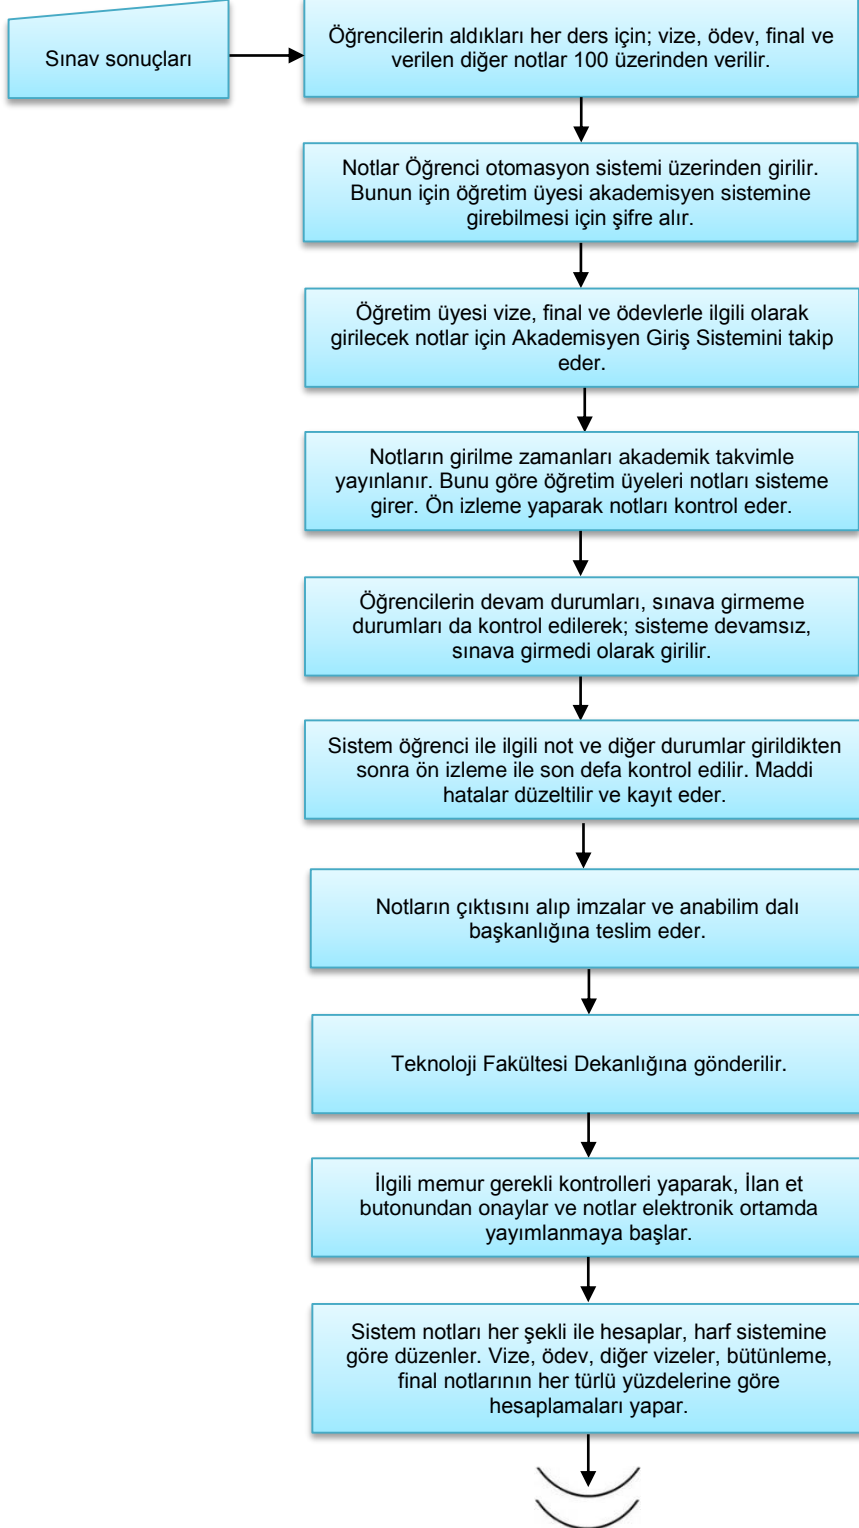 Sınav sonuçları
Öğrencilerin aldıkları her ders için; vize, ödev, final ve
verilen diğer notlar 100 üzerinden verilir.
Notlar Öğrenci otomasyon sistemi üzerinden girilir.
Bunun için öğretim üyesi akademisyen sistemine
girebilmesi için şifre alır.
Öğretim üyesi vize, final ve ödevlerle ilgili olarak
girilecek notlar için Akademisyen Giriş Sistemini takip
eder.
Notların girilme zamanları akademik takvimle
yayınlanır. Bunu göre öğretim üyeleri notları sisteme
girer. Ön izleme yaparak notları kontrol eder.
Öğrencilerin devam durumları, sınava girmeme
durumları da kontrol edilerek; sisteme devamsız,
sınava girmedi olarak girilir.
Sistem öğrenci ile ilgili not ve diğer durumlar girildikten
sonra ön izleme ile son defa kontrol edilir. Maddi
hatalar düzeltilir ve kayıt eder.
Notların çıktısını alıp imzalar ve anabilim dalı
başkanlığına teslim eder.
Teknoloji Fakültesi Dekanlığına gönderilir.
İlgili memur gerekli kontrolleri yaparak, İlan et
butonundan onaylar ve notlar elektronik ortamda
yayımlanmaya başlar.
Sistem notları her şekli ile hesaplar, harf sistemine
göre düzenler. Vize, ödev, diğer vizeler, bütünleme,
final notlarının her türlü yüzdelerine göre
hesaplamaları yapar.